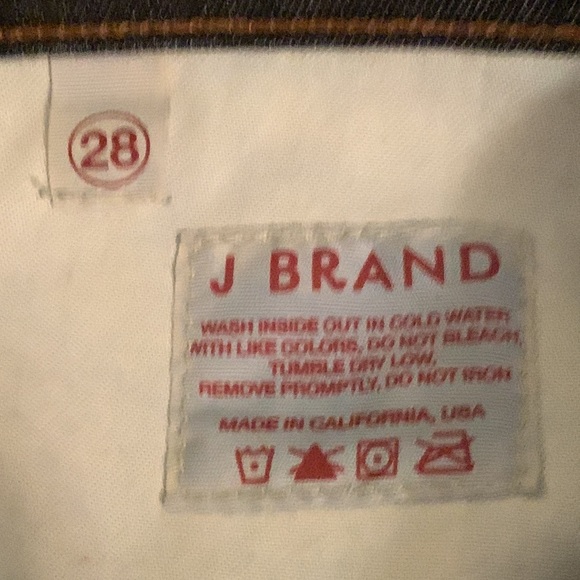 28
J BRAND
WASH INSIDE OUT IN COLD WATER
WITH LIKE COLORS, DO NOT BLEACH,
TUMBLE DRY LOW,
REMOVE PROMPTLY, DO NOT IRON
MADE IN CALIFORNIA, USA